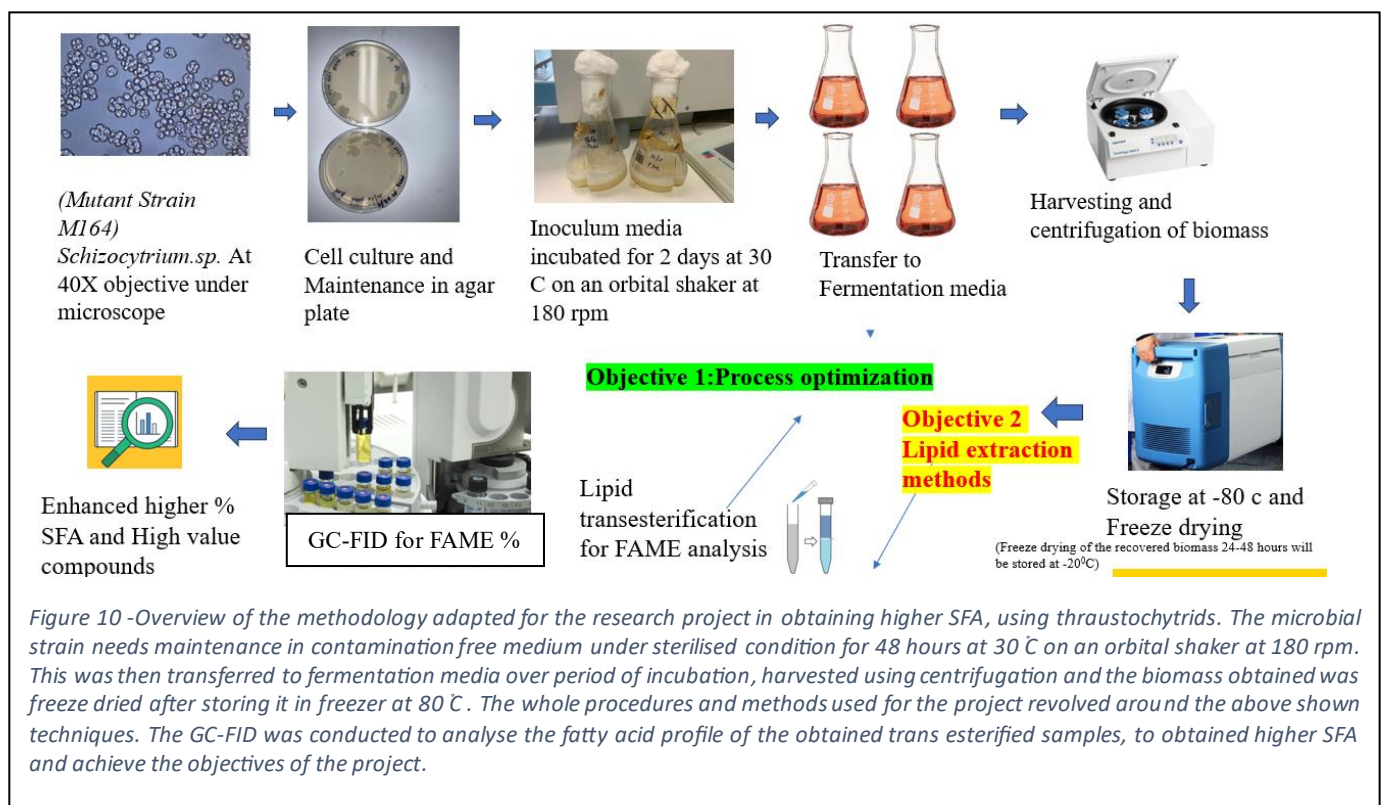 (Mutant Strain
M164)
Schizocytrium.sp. At
40X objective under
microscope
Cell culture and
Maintenance in agar
plate
Inoculum media
incubated for 2 days at 30
C on an orbital shaker at
180 rpm
Transfer to
Fermentation media
Harvesting and
centrifugation of biomass
Storage at -80 c and
Freeze drying
(Freeze drying of the recovered biomass 24-48 hours will
be stored at -20⁰C)
Objective 1:Process optimization
Objective 2
Lipid extraction
methods
Lipid
transesterification
for FAME analysis
GC-FID for FAME %
Enhanced higher %
SFA and High value
compounds
Figure 10 -Overview of the methodology adapted for the research project in obtaining higher SFA, using thraustochytrids. The microbial
strain needs maintenance in contamination free medium under sterilised condition for 48 hours at 30 ̊C on an orbital shaker at 180 rpm.
This was then transferred to fermentation media over period of incubation, harvested using centrifugation and the biomass obtained was
freeze dried after storing it in freezer at 80 ̊C . The whole procedures and methods used for the project revolved around the above shown
techniques. The GC-FID was conducted to analyse the fatty acid profile of the obtained trans esterified samples, to obtained higher SFA
and achieve the objectives of the project.